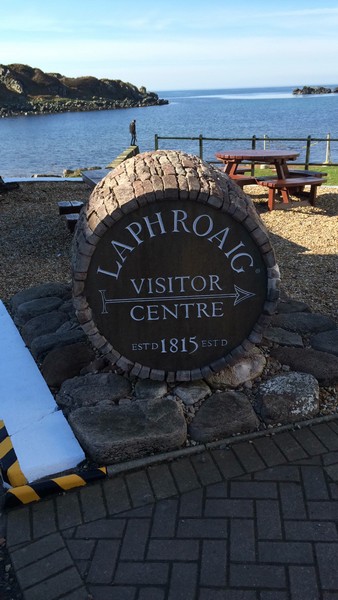 LAPHROAIG®
VISITOR
CENTRE
ESTD 1815 ESTD